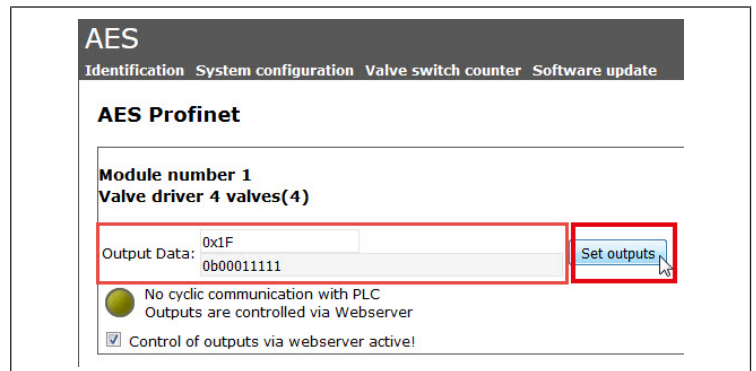 AES
Identification System configuration Valve switch counter Software update
AES Profinet
Module number 1
Valve driver 4 valves(4)
Output Data: 0x1F
0b00011111
Set outputs
No cyclic communication with PLC
Outputs are controlled via Webserver
Control of outputs via webserver active!